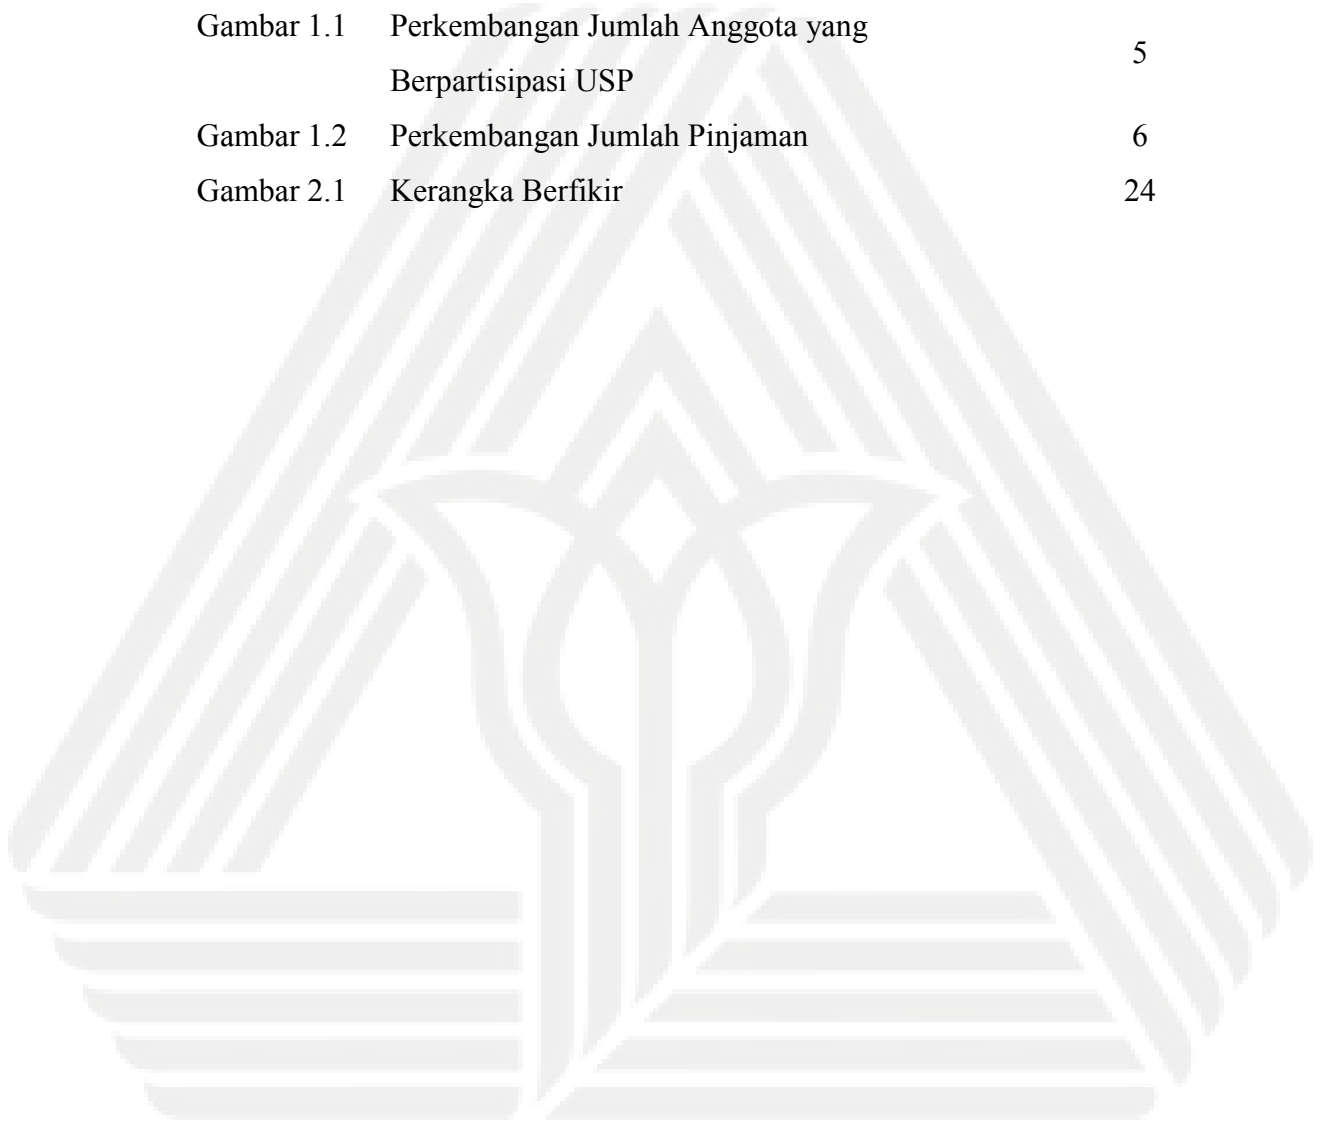 Gambar 1.1 Perkembangan Jumlah Anggota yang
Berpartisipasi USP 5
Gambar 1.2 Perkembangan Jumlah Pinjaman 6
Gambar 2.1 Kerangka Berfikir 24